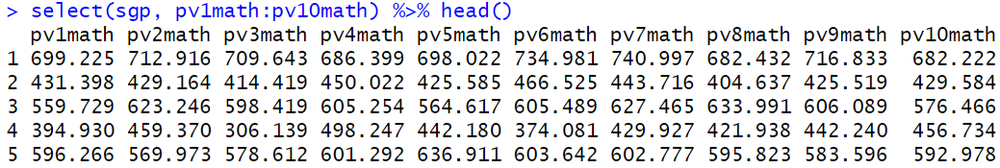 > select(sgp, pv1math:pv10math) %>% head()
pv1math pv2math pv3math pv4math pv5math pv6math pv7math pv8math pv9math pv10math
1 699.225 712.916 709.643 686.399 698.022 734.981 740.997 682.432 716.833 682.222
2 431.398 429.164 414.419 450.022 425.585 466.525 443.716 404.637 425.519 429.584
3 559.729 623.246 598.419 605.254 564.617 605.489 627.465 633.991 606.089 576.466
4 394.930 459.370 306.139 498.247 442.180 374.081 429.927 421.938 442.240 456.734
5 596.266 569.973 578.612 601.292 636.911 603.642 602.777 595.823 583.596 592.978